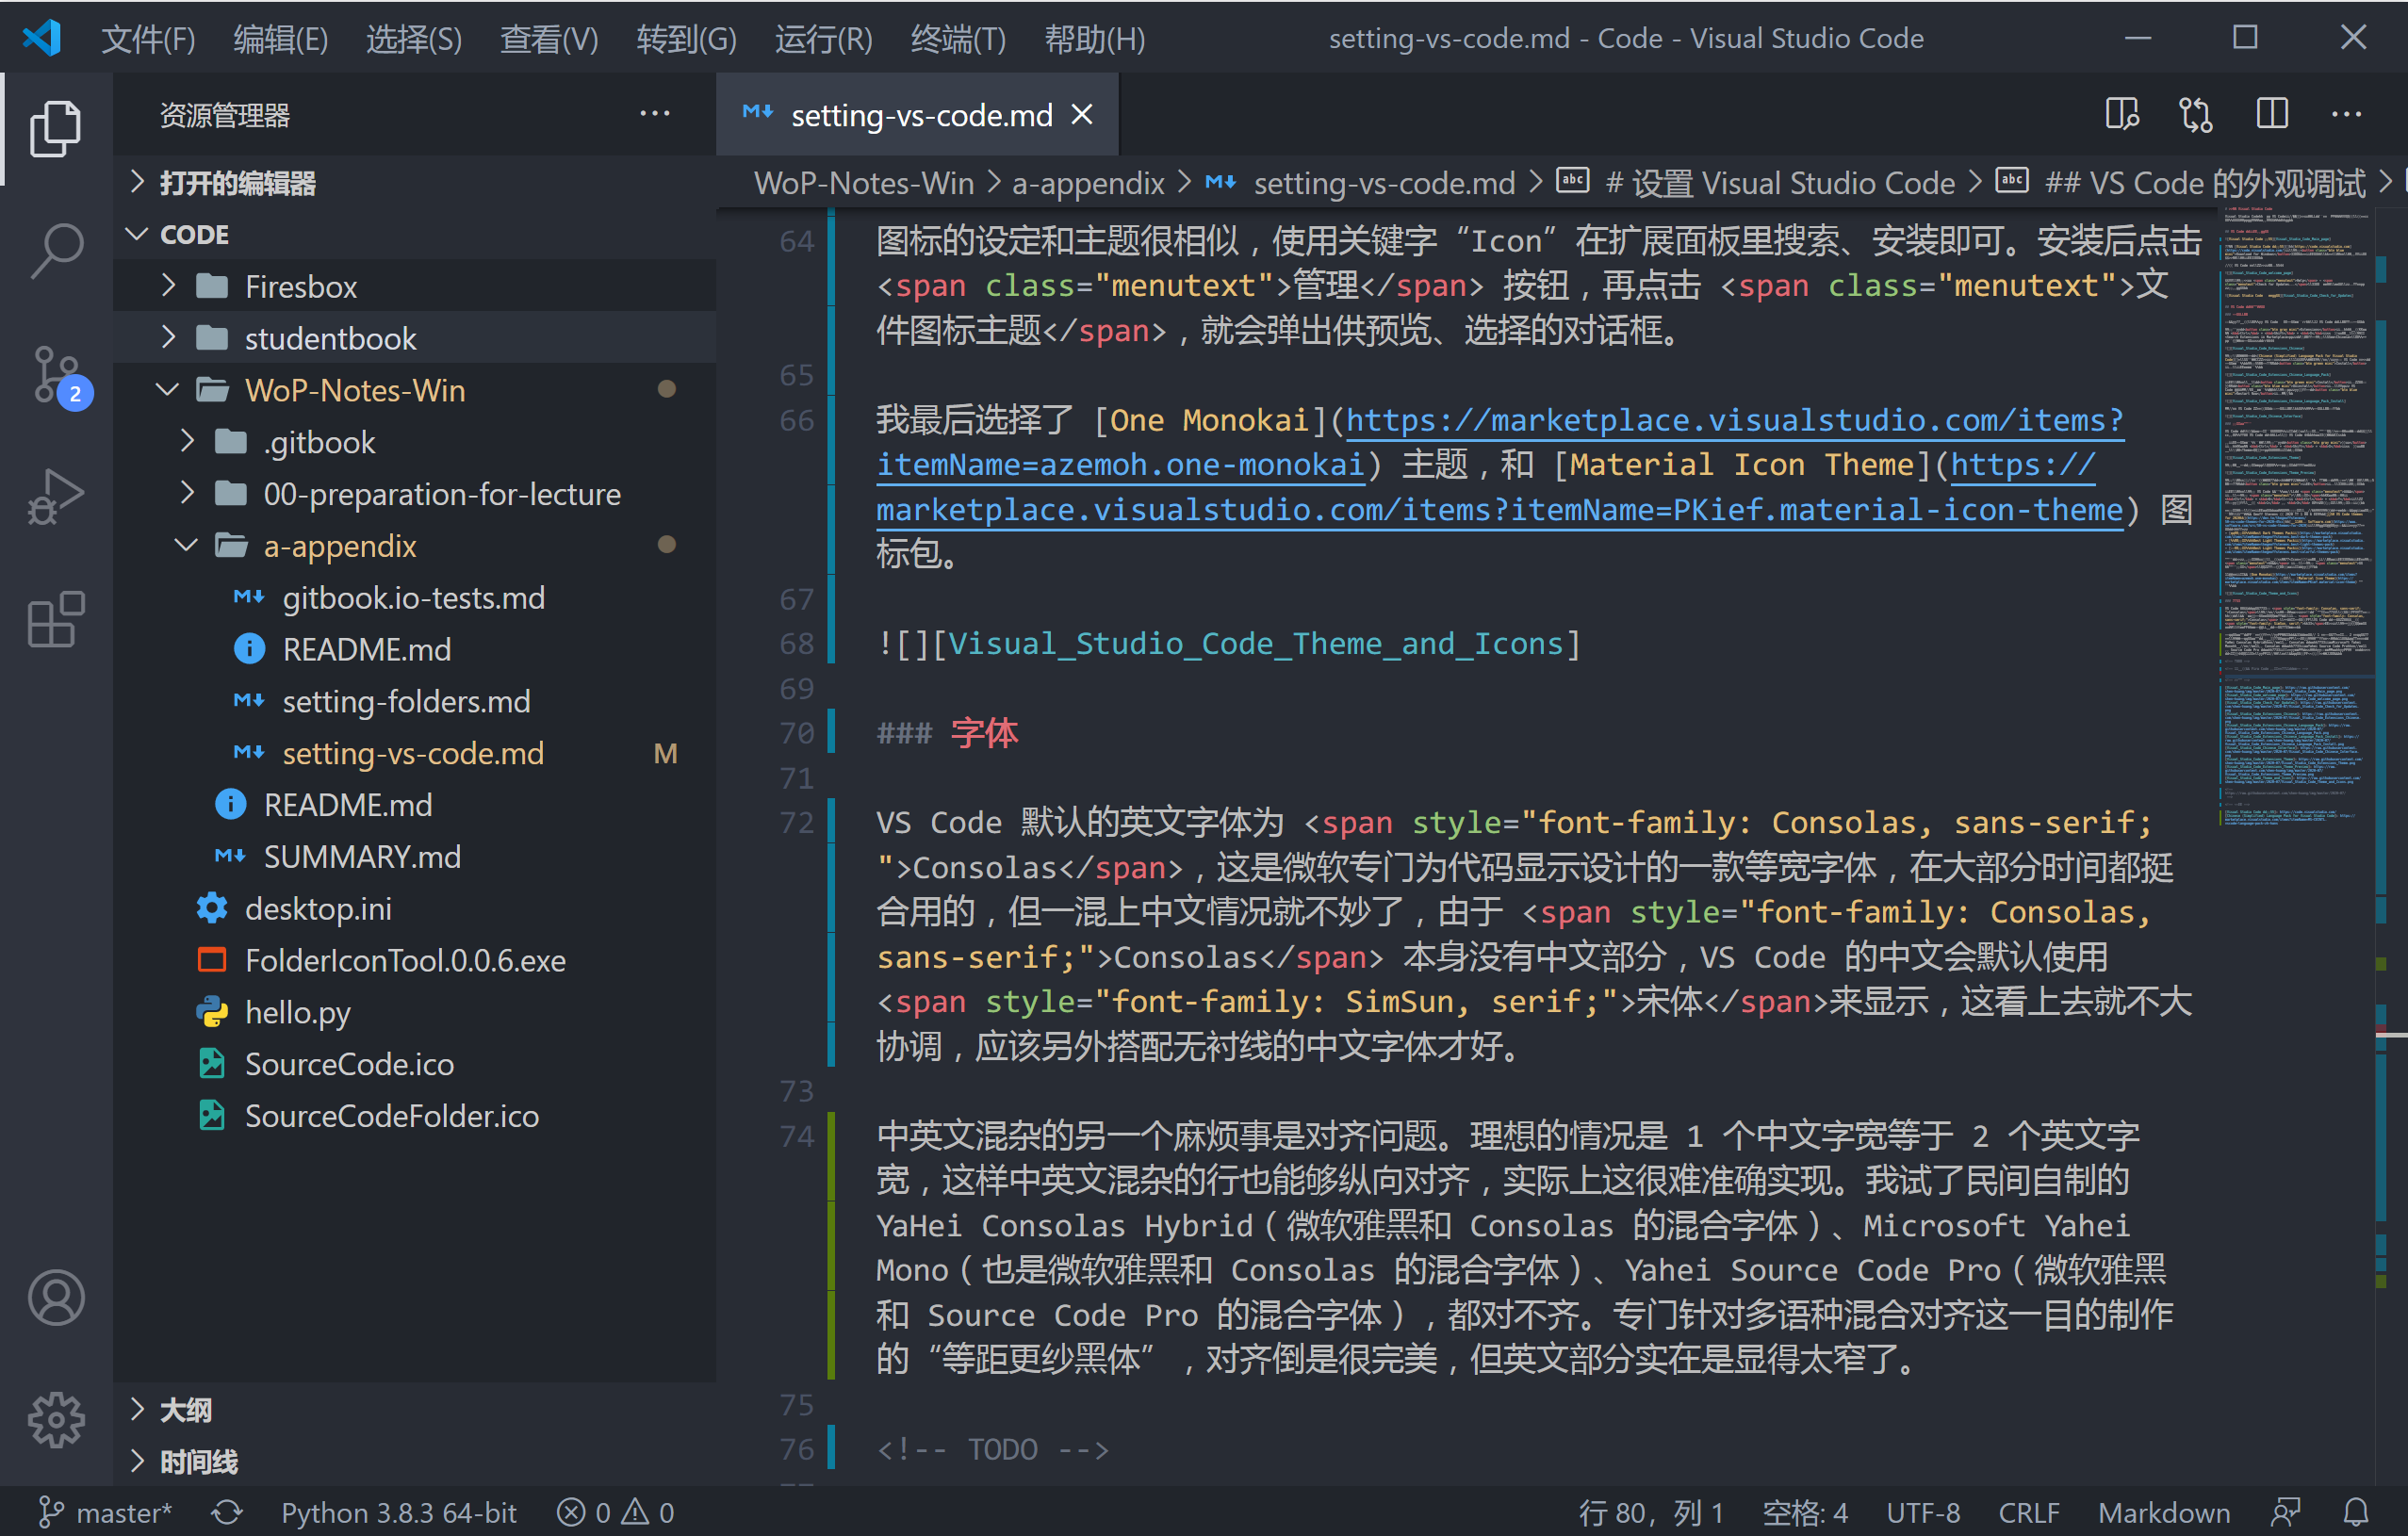 文件(F) 编辑(E) 选择(S) 查看(V) 转到(G) 运行(R) 终端(T) 帮助(H) setting-vs-code.md - Code - Visual Studio Code
资源管理器
打开的编辑器
CODE
Firesbox
studentbook
WoP-Notes-Win
.gitbook
00-preparation-for-lecture
a-appendix
gitbook.io-tests.md
README.md
setting-folders.md
setting-vs-code.md M
README.md
SUMMARY.md
desktop.ini
FolderIconTool.0.0.6.exe
hello.py
SourceCode.ico
SourceCodeFolder.ico
大纲
时间线
2
setting-vs-code.md
WoP-Notes-Win > a-appendix > setting-vs-code.md > # 设置 Visual Studio Code > ## VS Code 的外观调试 >
64 图标的设定和主题很相似，使用关键字“Icon”在扩展面板里搜索、安装即可。安装后点击
<span class="menutext">管理</span> 按钮，再点击 <span class="menutext">文
件图标主题</span>，就会弹出供预览、选择的对话框。
65
66 我最后选择了 [One Monokai](https://marketplace.visualstudio.com/items?
itemName=azemoh.one-monokai) 主题，和 [Material Icon Theme](https://
marketplace.visualstudio.com/items?itemName=PKief.material-icon-theme) 图
标包。
67
68 ![][Visual_Studio_Code_Theme_and_Icons]
69
70 ### 字体
71
72 VS Code 默认的英文字体为 <span style="font-family: Consolas, sans-serif;
">Consolas</span>，这是微软专门为代码显示设计的一款等宽字体，在大部分时间都挺
合用的，但一混上中文情况就不妙了，由于 <span style="font-family: Consolas,
sans-serif;">Consolas</span> 本身没有中文部分，VS Code 的中文会默认使用
<span style="font-family: SimSun, serif;">宋体</span>来显示，这看上去就不大
协调，应该另外搭配无衬线的中文字体才好。
73
74 中英文混杂的另一个麻烦事是对齐问题。理想的情况是 1 个中文字宽等于 2 个英文字
宽，这样中英文混杂的行也能够纵向对齐，实际上这很难准确实现。我试了民间自制的
YaHei Consolas Hybrid（微软雅黑和 Consolas 的混合字体）、Microsoft Yahei
Mono（也是微软雅黑和 Consolas 的混合字体）、Yahei Source Code Pro（微软雅黑
和 Source Code Pro 的混合字体），都对不齐。专门针对多语种混合对齐这一目的制作
的“等距更纱黑体”，对齐倒是很完美，但英文部分实在是显得太窄了。
75
76 <!-- TODO -->
master* Python 3.8.3 64-bit 0 0 行 80，列 1 空格: 4 UTF-8 CRLF Markdown